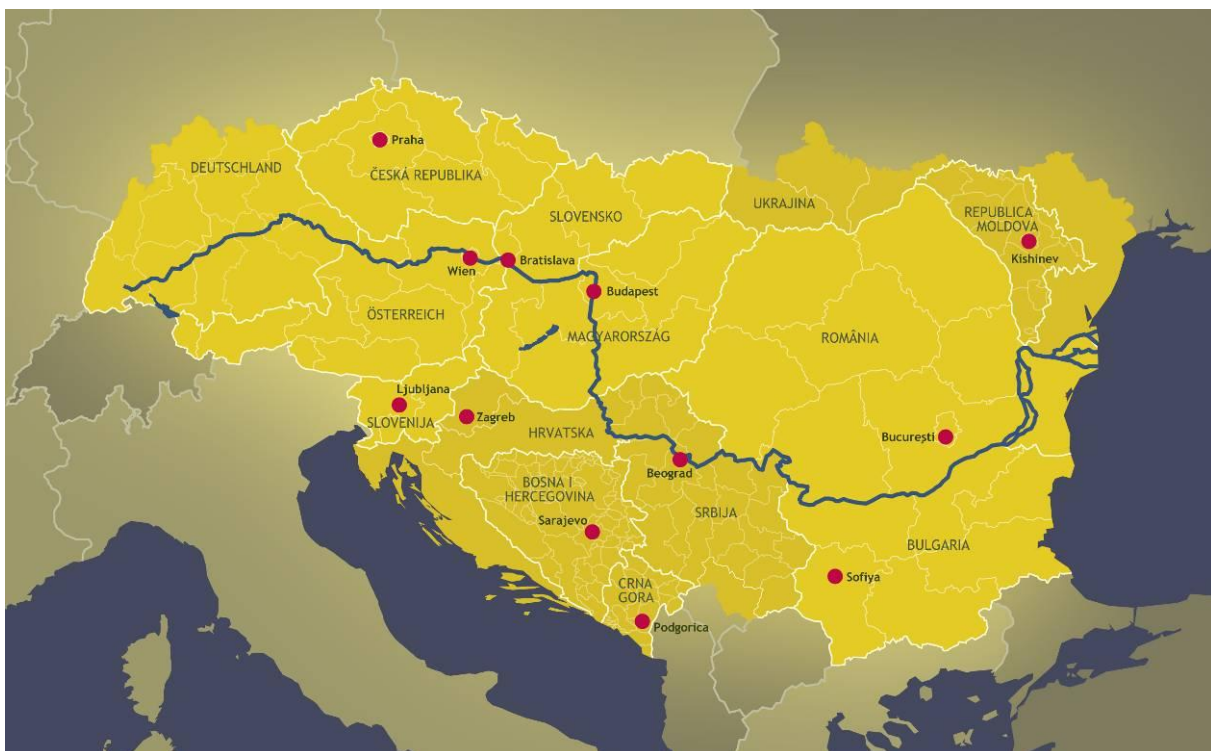 Praha
DEUTSCHLAND
ČESKÁ REPUBLIKA
SLOVENSKO
UKRAJINA
REPUBLICA
MOLDOVA
Kishinev
Wien
Bratislava
Budapest
ÖSTERREICH
MAGYARORSZÁG
ROMÂNIA
Ljubljana
SLOVENIJA
Zagreb
HRVATSKA
Bucureşti
Beograd
BOSNA I
HERCEGOVINA
Sarajevo
SRBIJA
BULGARIA
Sofiya
CRNA
GORA
Podgorica